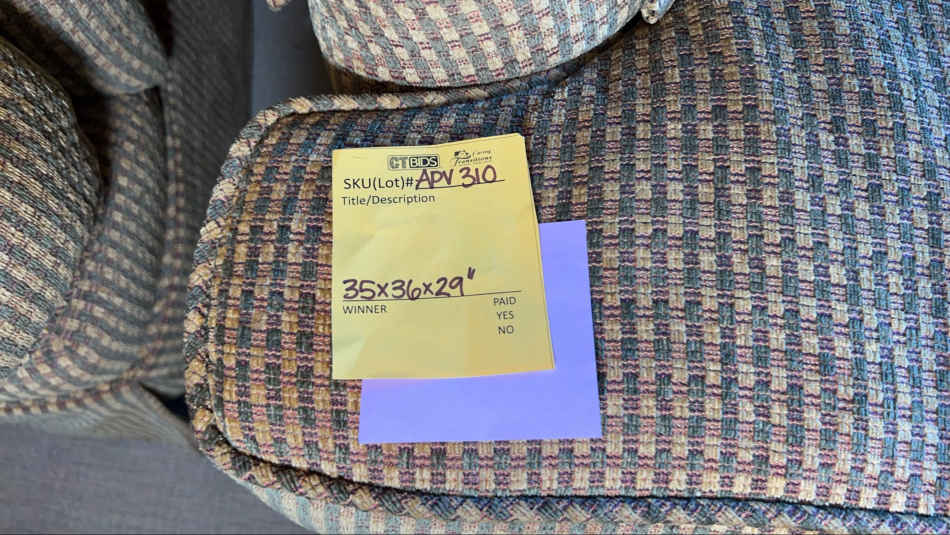 CTBIDS Caring Transitions
SKU(Lot)# APV 310
Title/Description
35x36x29"
WINNER PAID
YES
NO